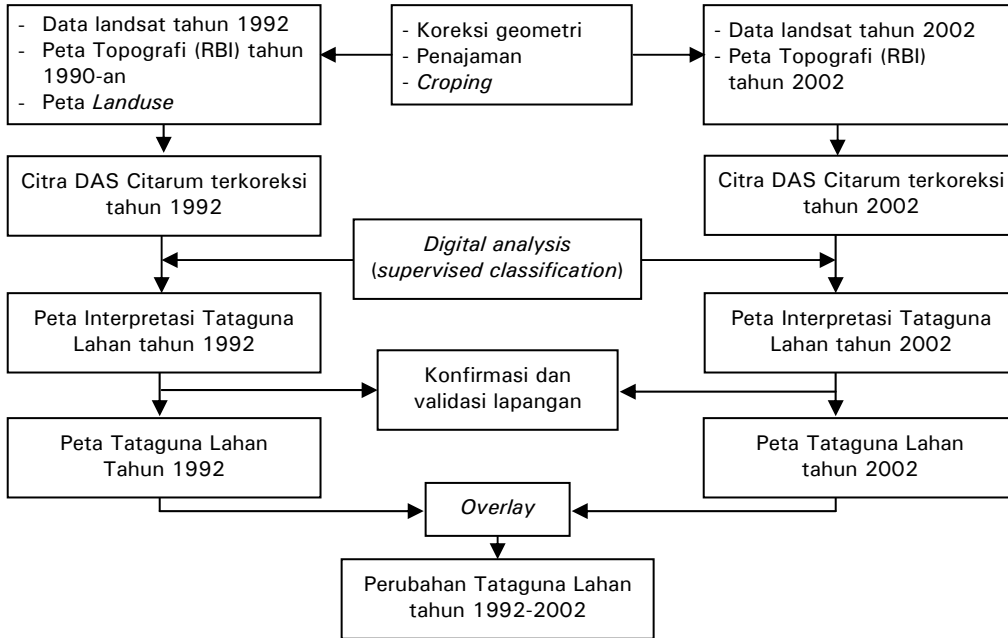 - Data landsat tahun 1992
- Peta Topografi (RBI) tahun
1990-an
- Peta Landuse
- Koreksi geometri
- Penajaman
- Croping
- Data landsat tahun 2002
- Peta Topografi (RBI)
tahun 2002
Citra DAS Citarum terkoreksi
tahun 1992
Citra DAS Citarum terkoreksi
tahun 2002
Digital analysis
(supervised classification)
Peta Interpretasi Tataguna
Lahan tahun 1992
Peta Interpretasi Tataguna
Lahan tahun 2002
Konfirmasi dan
validasi lapangan
Peta Tataguna Lahan
Tahun 1992
Peta Tataguna Lahan
tahun 2002
Overlay
Perubahan Tataguna Lahan
tahun 1992-2002